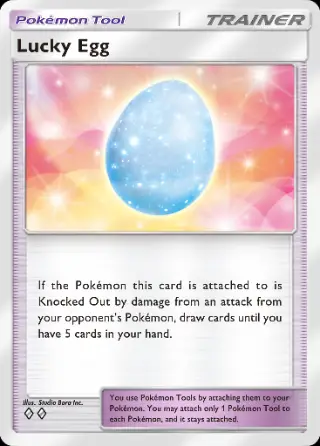 Pokémon Tool
TRAINER
Lucky Egg
If the Pokémon this card is attached to is
Knocked Out by damage from an attack from
your opponent's Pokémon, draw cards until you
have 5 cards in your hand.
Illus. Studio Bora Inc.
You use Pokémon Tools by attaching them to your
Pokémon. You may attach only 1 Pokémon Tool to
each Pokémon, and it stays attached.